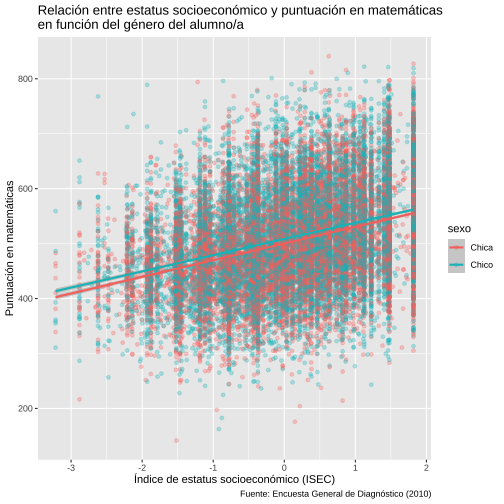 Relación entre estatus socioeconómico y puntuación en matemáticas
en función del género del alumno/a
800
600
400
200
Puntuación en matemáticas
-3
-2
-1
0
1
2
Índice de estatus socioeconómico (ISEC)
sexo
Chica
Chico
Fuente: Encuesta General de Diagnóstico (2010)